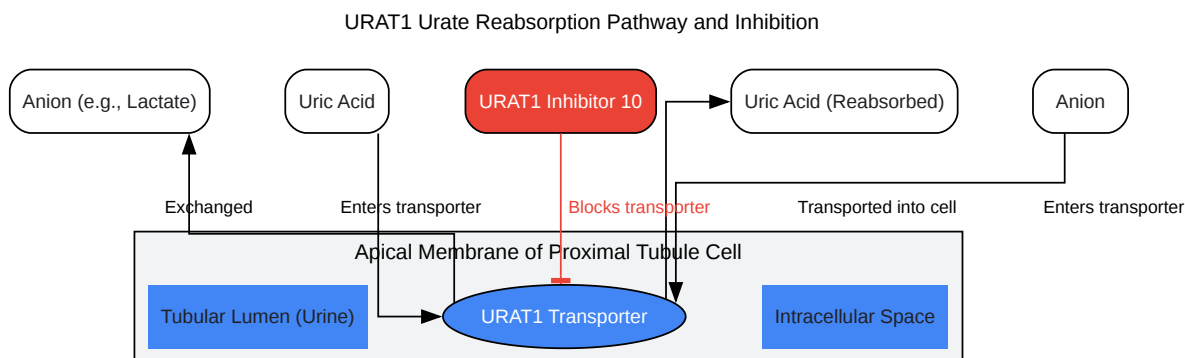 URAT1 Urate Reabsorption Pathway and Inhibition
Anion (e.g., Lactate)
Uric Acid
URAT1 Inhibitor 10
Uric Acid (Reabsorbed)
Anion
Exchanged
Enters transporter
Blocks transporter
Transported into cell
Enters transporter
Apical Membrane of Proximal Tubule Cell
Tubular Lumen (Urine)
URAT1 Transporter
Intracellular Space